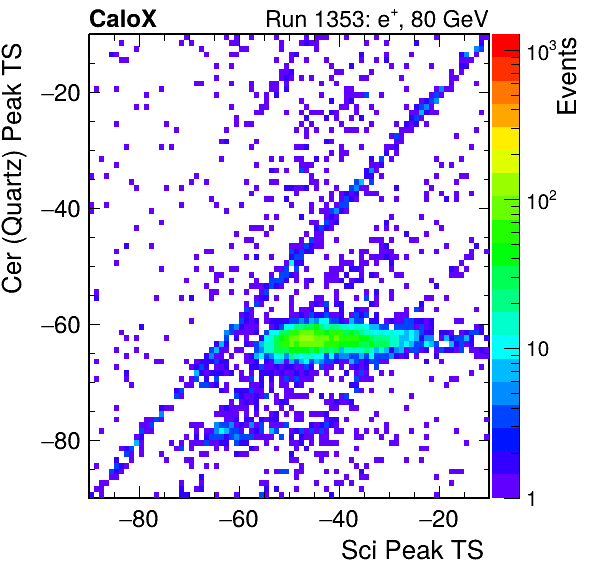 CaloX
Run 1353: e⁺, 80 GeV
Cer (Quartz) Peak TS
−20
−40
−60
−80
−80
−60
−40
−20
Sci Peak TS
10³
10²
10
1
Events